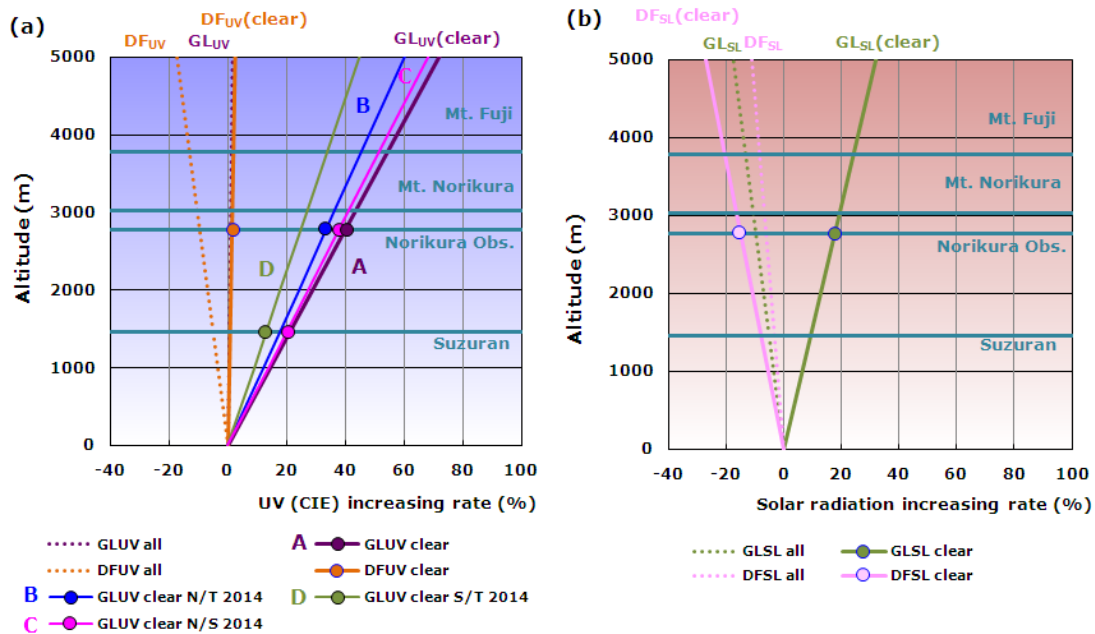 (a)
DF_UV(clear)
DF_UV GL_UV GL_UV(clear)
5000
4000
3000
2000
1000
0
Altitude (m)
C
B
A
D
Mt. Fuji
Mt. Norikura
Norikura Obs.
Suzuran
-40 -20 0 20 40 60 80 100
UV (CIE) increasing rate (%)
GLUV all
DFUV all
B GLUV clear N/T 2014
C GLUV clear N/S 2014
A GLUV clear
DFUV clear
D GLUV clear S/T 2014
(b)
DF_SL(clear)
GL_SL DF_SL GL_SL(clear)
5000
4000
3000
2000
1000
0
Altitude (m)
Mt. Fuji
Mt. Norikura
Norikura Obs.
Suzuran
-40 -20 0 20 40 60 80 100
Solar radiation increasing rate (%)
GLSL all
DFSL all
GLSL clear
DFSL clear